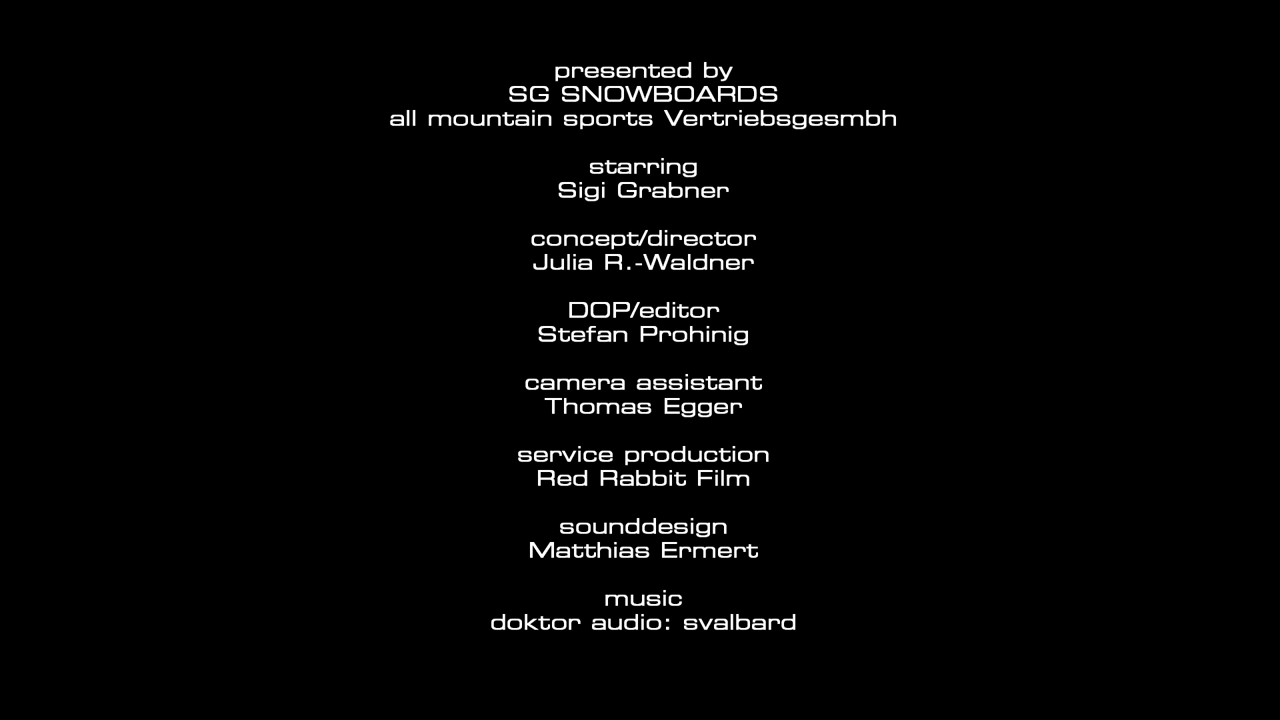 presented by
SG SNOWBOARDS
all mountain sports Vertriebsgesmbh
starring
Sigi Grabner
concept/director
Julia R.-Waldner
DOP/editor
Stefan Prohinig
camera assistant
Thomas Egger
service production
Red Rabbit Film
sounddesign
Matthias Ermert
music
doktor audio: svalbard